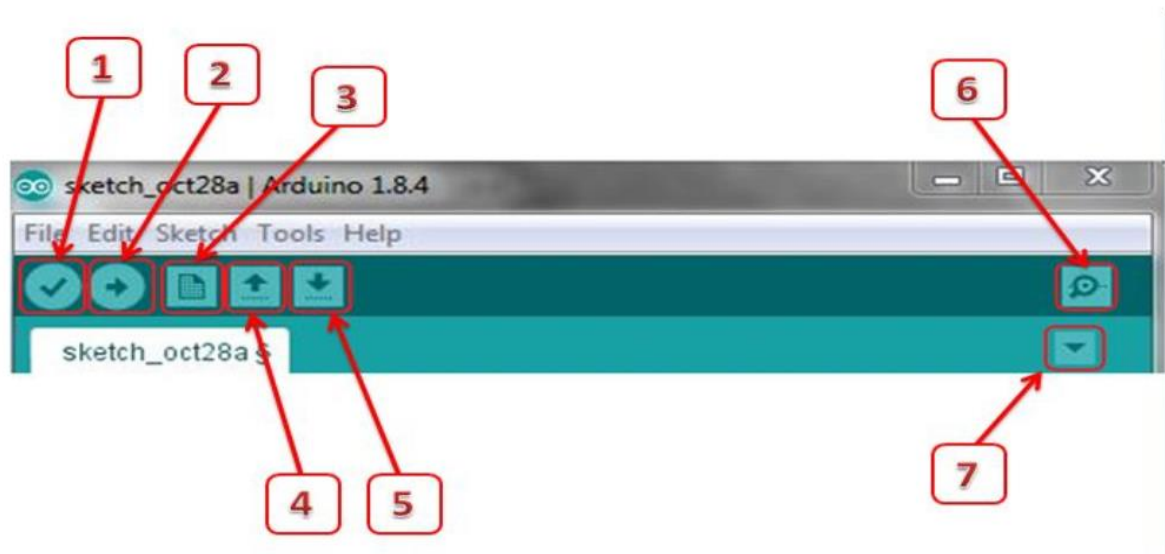 1
2
3
6
sketch_oct28a | Arduino 1.8.4
File Edit Sketch Tools Help
sketch_oct28a §
7
4
5